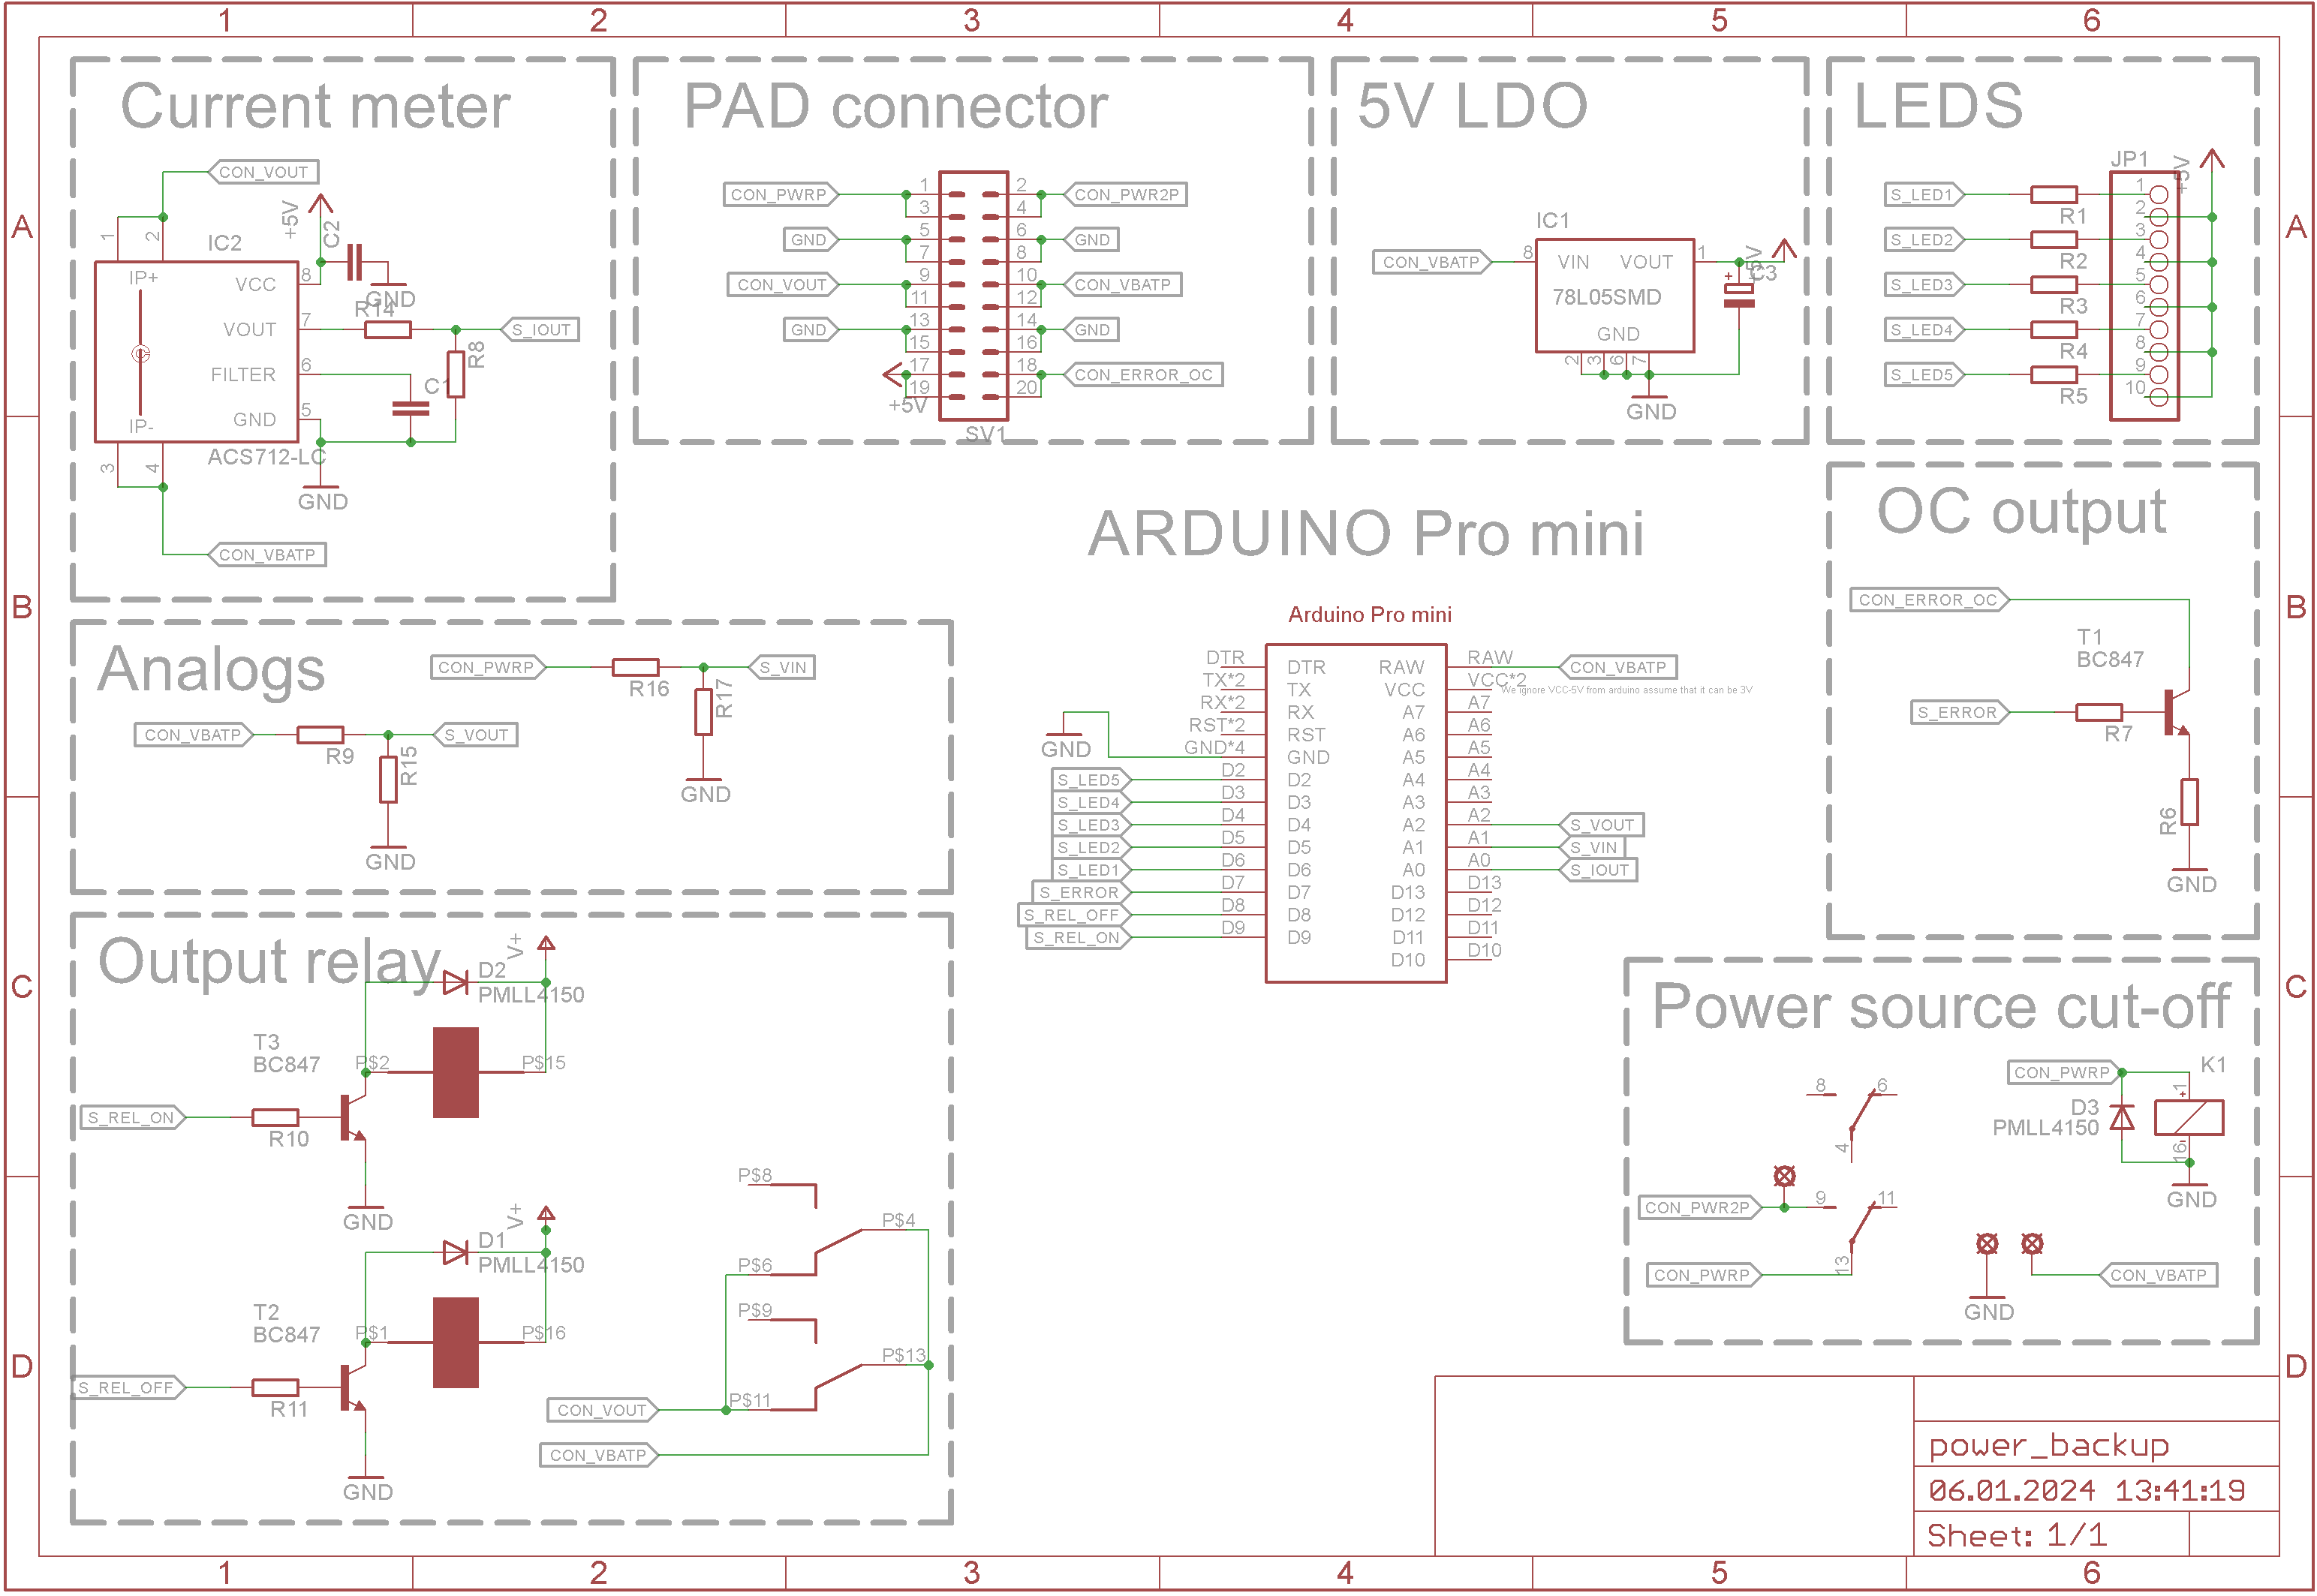 1 2 3 4 5 6
A
B
C
D
Current meter
CON_VOUT
+5V
C2
1
2
IC2
IP+
VCC
8
GND
R14
VOUT
7
S_IOUT
R8
FILTER
6
C1
GND
5
IP-
ACS712-LC
3
4
GND
CON_VBATP
PAD connector
CON_PWRP
1
2
CON_PWR2P
3
4
GND
5
6
GND
7
8
CON_VOUT
9
10
CON_VBATP
11
12
GND
13
14
GND
15
16
17
18
CON_ERROR_OC
19
20
+5V
SV1
5V LDO
IC1
CON_VBATP
8
VIN
VOUT
1
+5V
+
C3
78L05SMD
GND
2
3
6
7
GND
LEDS
JP1
+5V
S_LED1
R1
1
2
S_LED2
R2
3
4
S_LED3
R3
5
6
S_LED4
R4
7
8
S_LED5
R5
9
10
OC output
CON_ERROR_OC
T1
BC847
S_ERROR
R7
R6
GND
Analogs
CON_PWRP
R16
S_VIN
R17
GND
CON_VBATP
R9
S_VOUT
R15
GND
ARDUINO Pro mini
Arduino Pro mini
DTR DTR RAW RAW CON_VBATP
TX*2 TX VCC VCC*2
We ignore VCC-5V from arduino assume that it can be 3V
RX*2 RX A7 A7
RST*2 RST A6 A6
GND GND*4 GND A5 A5
S_LED5 D2 D2 A4 A4
S_LED4 D3 D3 A3 A3
S_LED3 D4 D4 A2 A2 S_VOUT
S_LED2 D5 D5 A1 A1 S_VIN
S_LED1 D6 D6 A0 A0 S_IOUT
S_ERROR D7 D7 D13 D13
S_REL_OFF D8 D8 D12 D12
S_REL_ON D9 D9 D11 D11
D10 D10
Output relay
V+
D2
PMLL4150
T3
BC847
P$2
P$15
S_REL_ON
R10
GND
V+
D1
PMLL4150
T2
BC847
P$1
P$16
S_REL_OFF
R11
GND
P$8
P$4
P$6
P$9
P$13
P$11
CON_VOUT
CON_VBATP
Power source cut-off
8
6
4
CON_PWRP
K1
1
+
D3
PMLL4150
16
-
GND
CON_PWR2P
9
11
13
CON_PWRP
GND
CON_VBATP
power_backup
06.01.2024 13:41:19
Sheet: 1/1
A
B
C
D
1 2 3 4 5 6